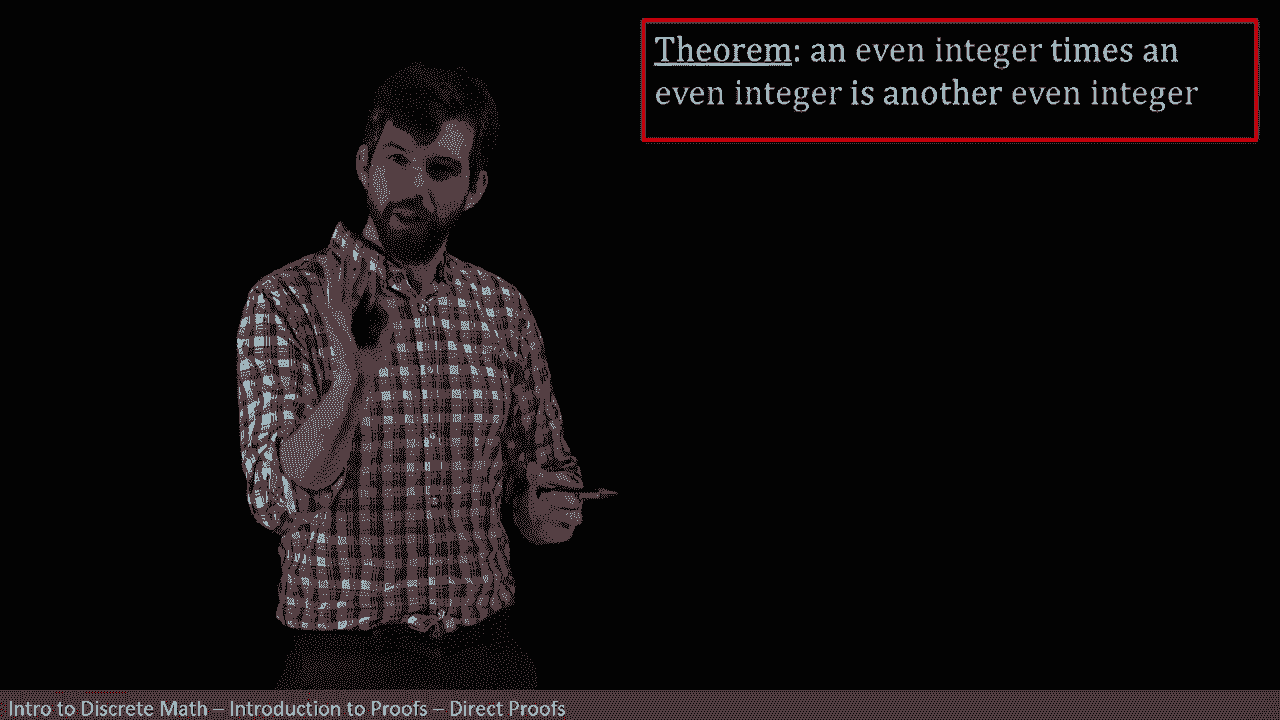 Theorem: an even integer times an
even integer is another even integer
Intro to Discrete Math – Introduction to Proofs – Direct Proofs